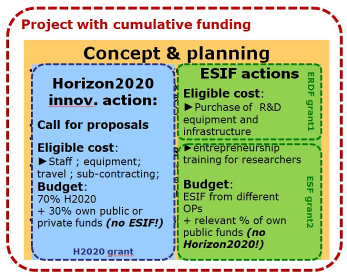 Project with cumulative funding
Concept & planning
Horizon2020
innov. action:
Call for proposals
Eligible cost:
►Staff ; equipment;
travel ; sub-contracting;
Budget:
70% H2020
+ 30% own public or
private funds (no ESIF!)
H2020 grant
ESIF actions
Eligible cost:
►Purchase of R&D
equipment and
infrastructure
ERDF grant1
►entrepreneurship
training for researchers
Budget:
ESIF from different
OPs
+ relevant % of own
public funds (no
Horizon2020!)
ESF grant2